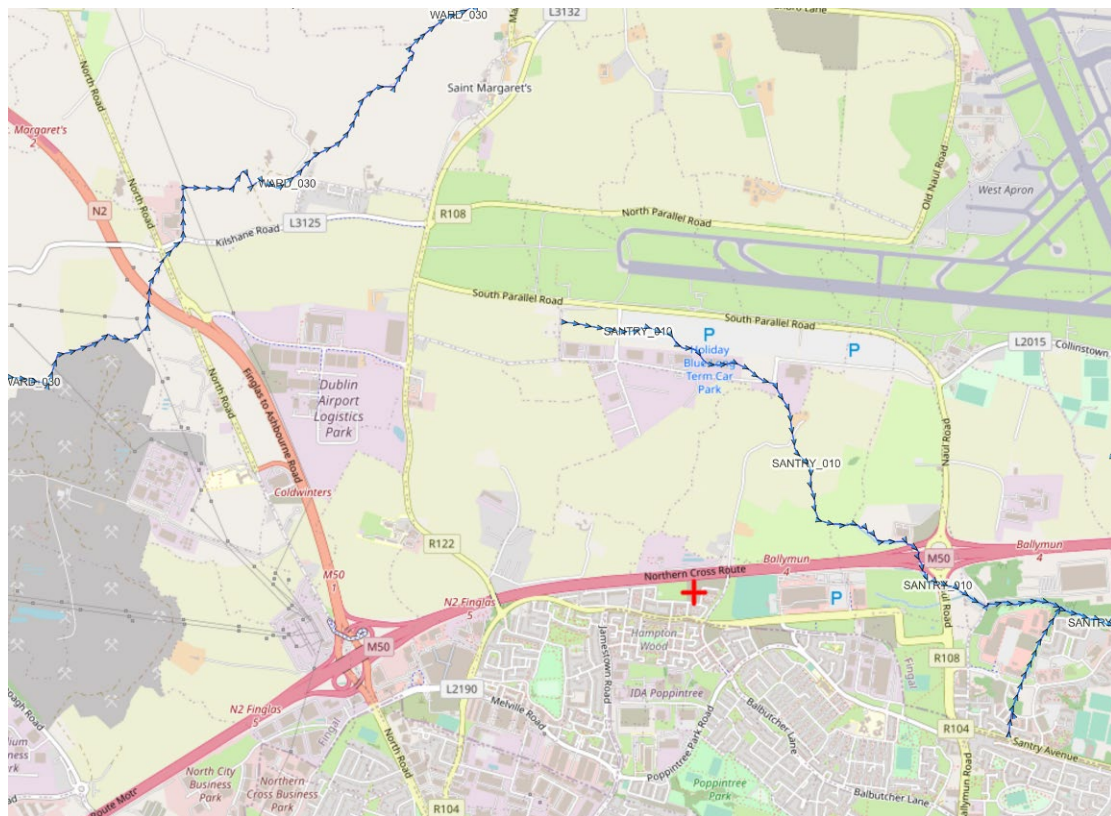 WARD_030
L3132
North Road
Saint Margaret's
Margaret's
2
WARD_030
North Road
N2
L3125
R108
Kilshane Road
North Parallel Road
Old Naul Road
West Apron
South Parallel Road
South Parallel Road
SANTRY_010
P
P
Holiday
Blue Long
Term Car
Park
L2015
Collinstown
WARD_030
North Road
Finglas to Ashbourne Road
Dublin
Airport
Logistics
Park
Naul Road
SANTRY_010
Coldwinters
R122
M50
1
Ballymun
4
M50
Ballymun
4
Northern Cross Route
SANTRY_010
N2 Finglas
5
P
SANTRY
Hampton
Wood
Jamestown Road
Fingal
R108
M50
L2190
IDA Poppintree
Melville Road
Balbutcher Lane
N2 Finglas
5
Fingal
North Road
Poppintree Park Road
R104
Santry Avenue
North City
Business
Park
Northern
Cross Business
Park
Poppintree
Park
Balbutcher Lane
Ballymun Road
R104